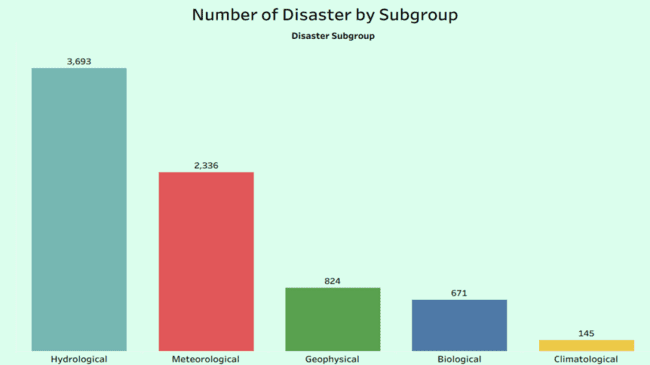 Number of Disaster by Subgroup
Disaster Subgroup
3,693
2,336
824
671
145
Hydrological Meteorological Geophysical Biological Climatological